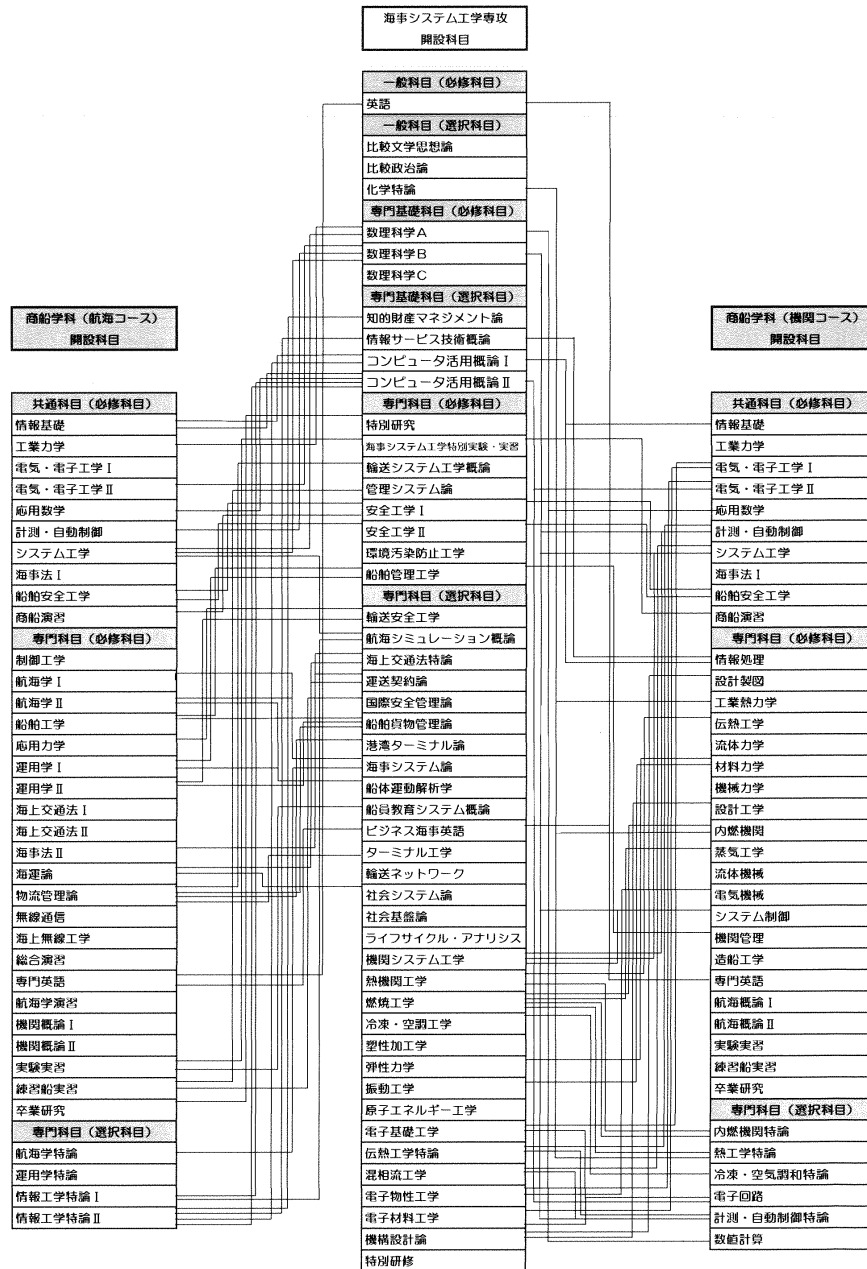 海事システム工学専攻
開設科目
一般科目（必修科目）
英語
一般科目（選択科目）
比較文学思想論
比較政治論
化学特論
専門基礎科目（必修科目）
数理科学A
数理科学B
数理科学C
専門基礎科目（選択科目）
知的財産マネジメント論
情報サービス技術概論
コンピュータ活用概論Ⅰ
コンピュータ活用概論Ⅱ
専門科目（必修科目）
特別研究
海事システム工学特別実験・実習
輸送システム工学概論
管理システム論
安全工学Ⅰ
安全工学Ⅱ
環境汚染防止工学
船舶管理工学
専門科目（選択科目）
輸送安全工学
航海シミュレーション概論
海上交通法特論
運送契約論
国際安全管理論
船舶貨物管理論
港湾ターミナル論
海事システム論
船体運動解析学
船員教育システム概論
ビジネス海事英語
ターミナル工学
輸送ネットワーク
社会システム論
社会基盤論
ライフサイクル・アナリシス
機関システム工学
熱機関工学
燃焼工学
冷凍・空調工学
塑性加工学
弾性力学
振動工学
原子エネルギー工学
電子基礎工学
伝熱工学特論
混相流工学
電子物性工学
電子材料工学
機構設計論
特別研修
商船学科（航海コース）
開設科目
共通科目（必修科目）
情報基礎
工業力学
電気・電子工学Ⅰ
電気・電子工学Ⅱ
応用数学
計測・自動制御
システム工学
海事法Ⅰ
船舶安全工学
商船演習
専門科目（必修科目）
制御工学
航海学Ⅰ
航海学Ⅱ
船舶工学
応用力学
運用学Ⅰ
運用学Ⅱ
海上交通法Ⅰ
海上交通法Ⅱ
海事法Ⅱ
海運論
物流管理論
無線通信
海上無線工学
総合演習
専門英語
航海学演習
機関概論Ⅰ
機関概論Ⅱ
実験実習
練習船実習
卒業研究
専門科目（選択科目）
航海学特論
運用学特論
情報工学特論Ⅰ
情報工学特論Ⅱ
商船学科（機関コース）
開設科目
共通科目（必修科目）
情報基礎
工業力学
電気・電子工学Ⅰ
電気・電子工学Ⅱ
応用数学
計測・自動制御
システム工学
海事法Ⅰ
船舶安全工学
商船演習
専門科目（必修科目）
情報処理
設計製図
工業熱力学
伝熱工学
流体力学
材料力学
機械力学
設計工学
内燃機関
蒸気工学
流体機械
電気機械
システム制御
機関管理
造船工学
専門英語
航海概論Ⅰ
航海概論Ⅱ
実験実習
練習船実習
卒業研究
専門科目（選択科目）
内燃機関特論
熱工学特論
冷凍・空気調和特論
電子回路
計測・自動制御特論
数値計算